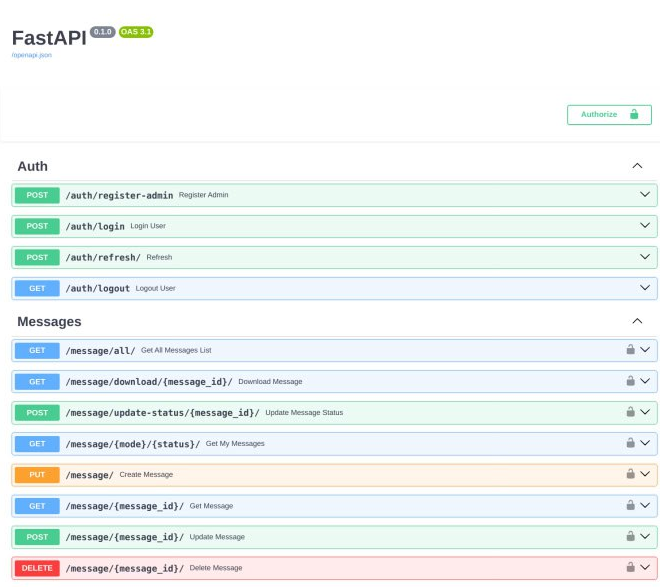 FastAPI 0.1.0 OAS 3.1
/openapi.json
Authorize
Auth
POST /auth/register-admin Register Admin
POST /auth/login Login User
POST /auth/refresh/ Refresh
GET /auth/logout Logout User
Messages
GET /message/all/ Get All Messages List
GET /message/download/{message_id}/ Download Message
POST /message/update-status/{message_id}/ Update Message Status
GET /message/{mode}/{status}/ Get My Messages
PUT /message/ Create Message
GET /message/{message_id}/ Get Message
POST /message/{message_id}/ Update Message
DELETE /message/{message_id}/ Delete Message